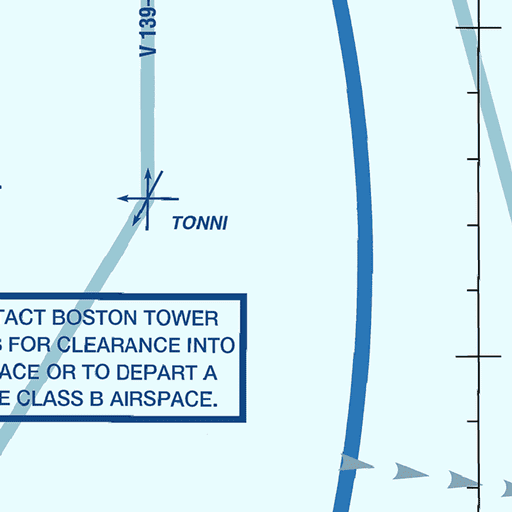 V 139-
TONNI
TACT BOSTON TOWER
FOR CLEARANCE INTO
ACE OR TO DEPART A
E CLASS B AIRSPACE.